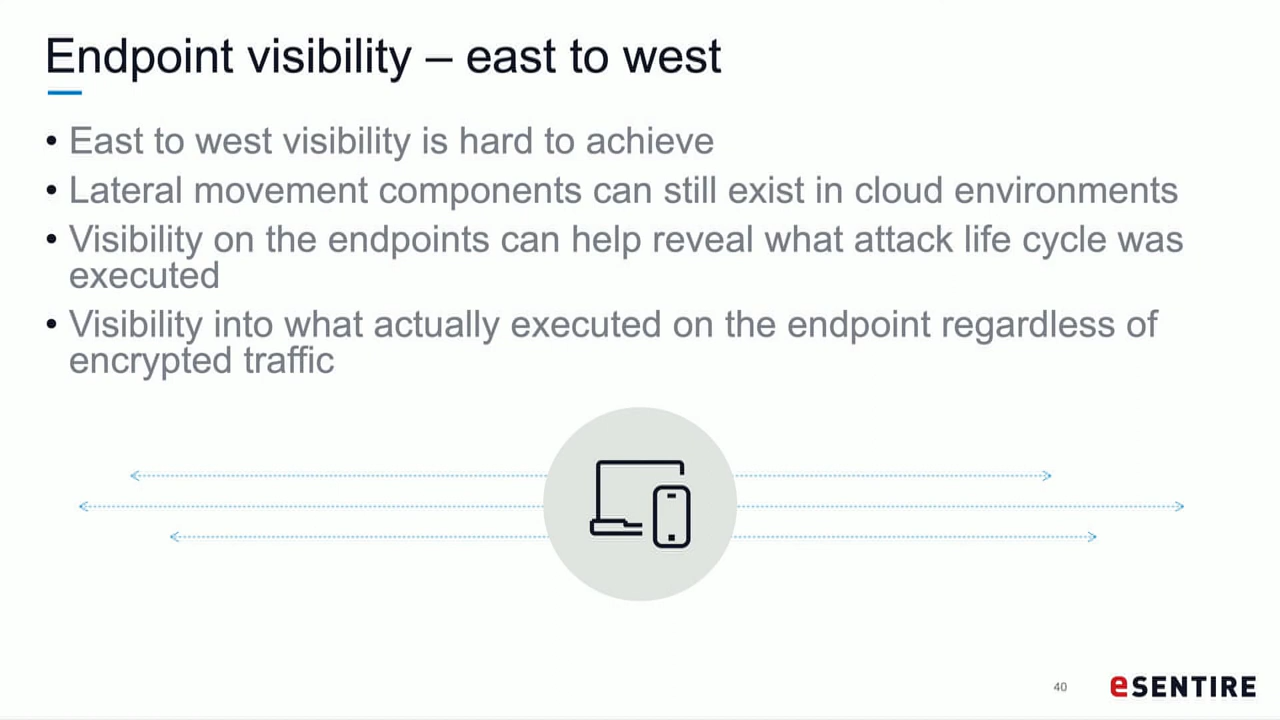 Endpoint visibility – east to west
• East to west visibility is hard to achieve
• Lateral movement components can still exist in cloud environments
• Visibility on the endpoints can help reveal what attack life cycle was
executed
• Visibility into what actually executed on the endpoint regardless of
encrypted traffic
40
eSENTIRE